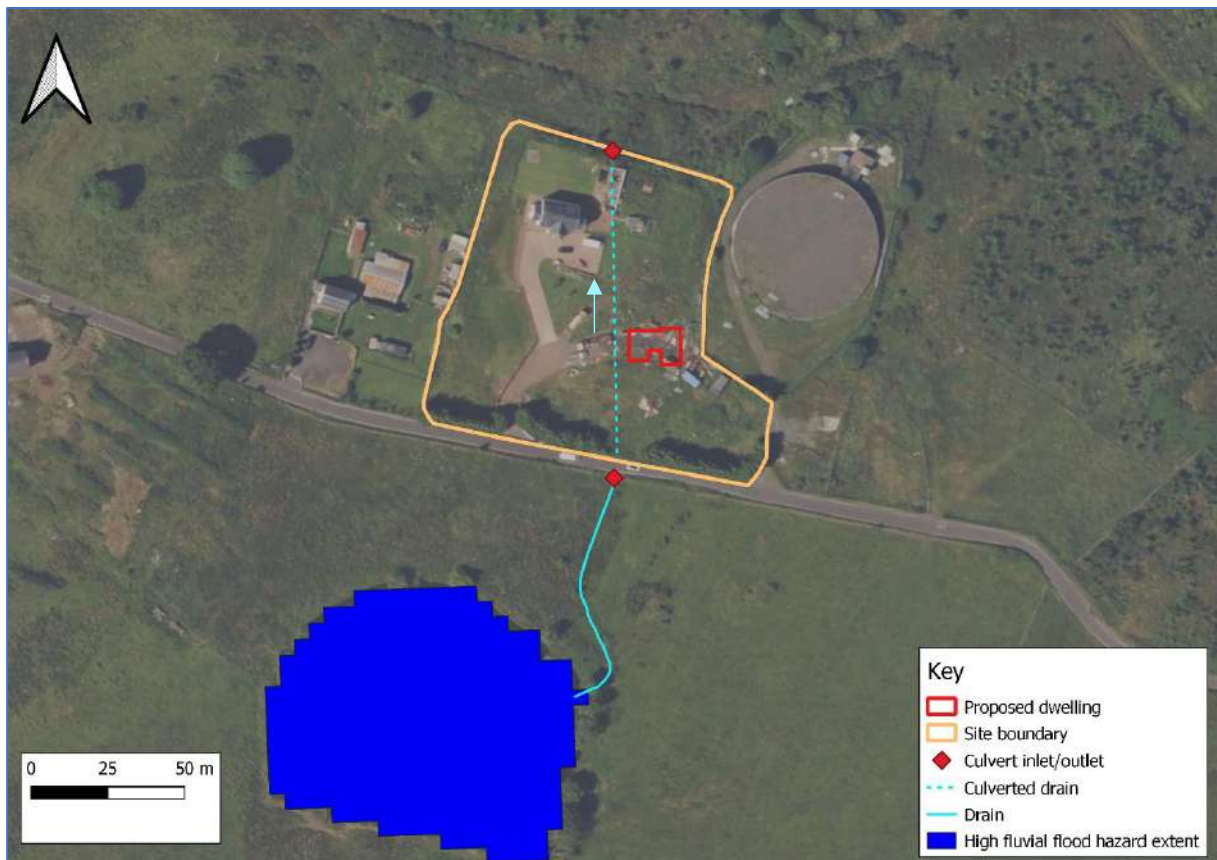 Key
Proposed dwelling
Site boundary
Culvert inlet/outlet
Culverted drain
Drain
High fluvial flood hazard extent
0 25 50 m